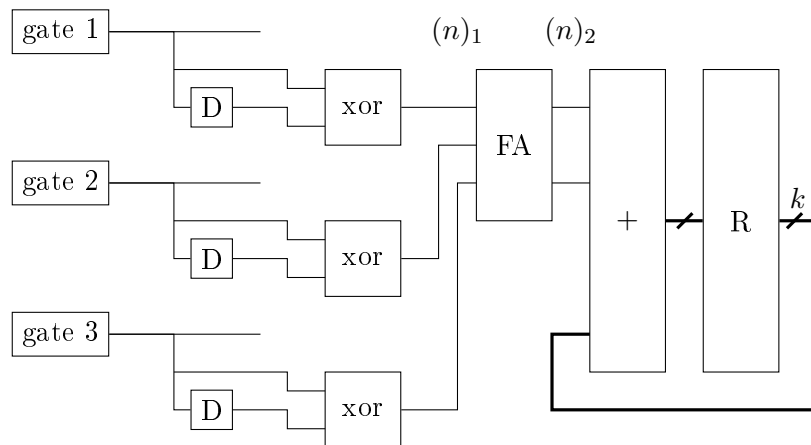 gate 1
(n)₁ (n)₂
D
xor
FA
gate 2
+
R
k
D
xor
gate 3
D
xor